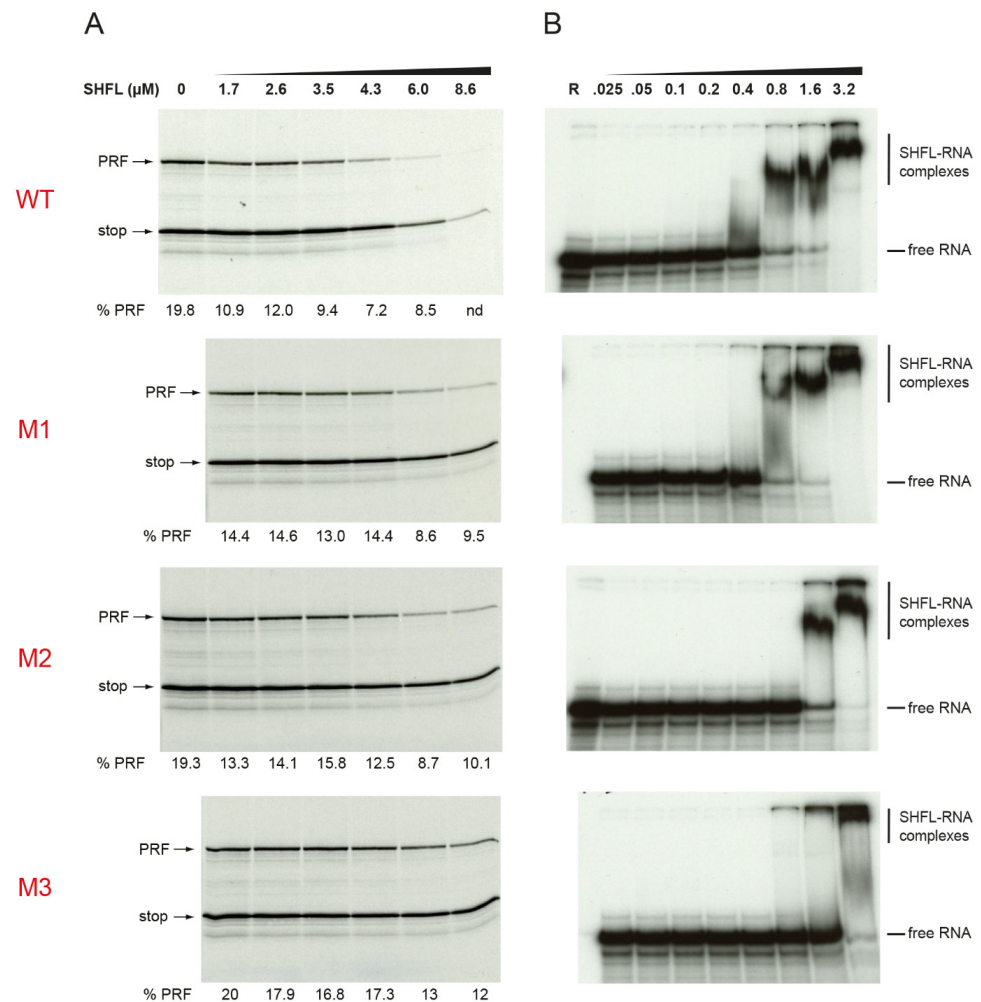 A
B
SHFL (µM) 0 1.7 2.6 3.5 4.3 6.0 8.6
R .025 .05 0.1 0.2 0.4 0.8 1.6 3.2
WT
PRF
stop
% PRF 19.8 10.9 12.0 9.4 7.2 8.5 nd
SHFL-RNA
complexes
free RNA
M1
PRF
stop
% PRF 14.4 14.6 13.0 14.4 8.6 9.5
SHFL-RNA
complexes
free RNA
M2
PRF
stop
% PRF 19.3 13.3 14.1 15.8 12.5 8.7 10.1
SHFL-RNA
complexes
free RNA
M3
PRF
stop
% PRF 20 17.9 16.8 17.3 13 12
SHFL-RNA
complexes
free RNA